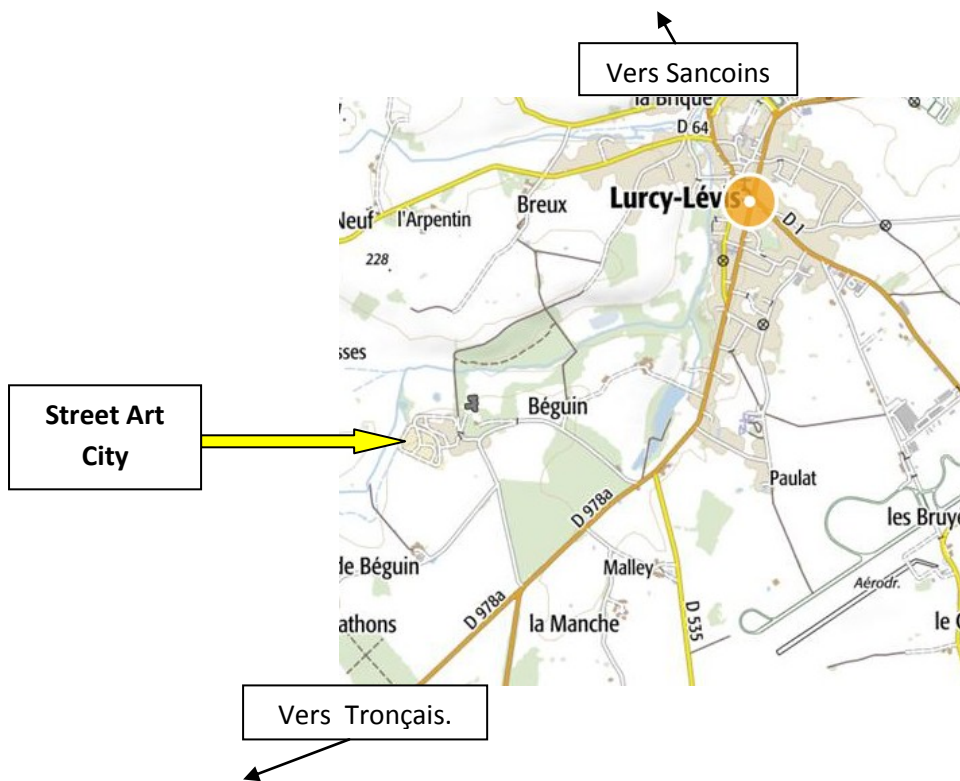 Vers Sancoins
la Brique
D 64
Lurcy-Lévis
Neuf
l'Arpentin
Breux
D 1
228
sses
Street Art
City
Béguin
Paulat
D 978a
les Bruye
de Béguin
Malley
Aérodr.
D 978a
athons
la Manche
D 535
le C
Vers Tronçais.